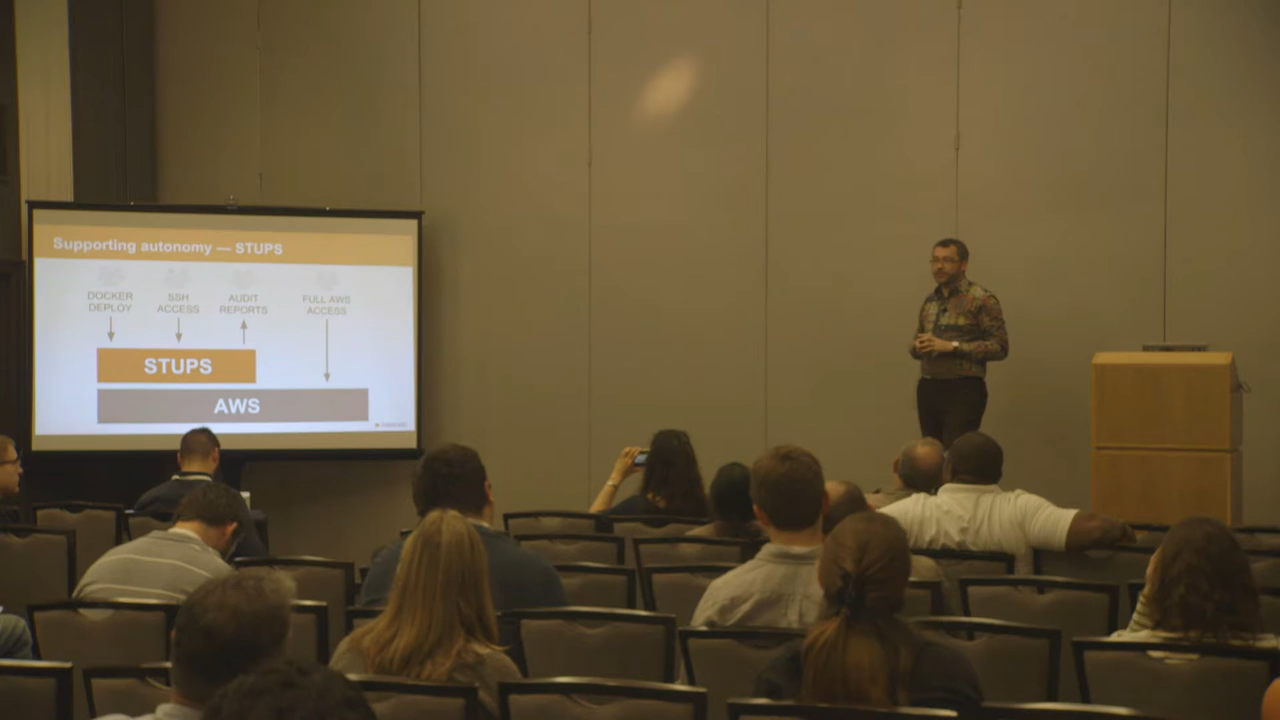 Supporting autonomy — STUPS
DOCKER
DEPLOY
SSH
ACCESS
AUDIT
REPORTS
FULL AWS
ACCESS
STUPS
AWS